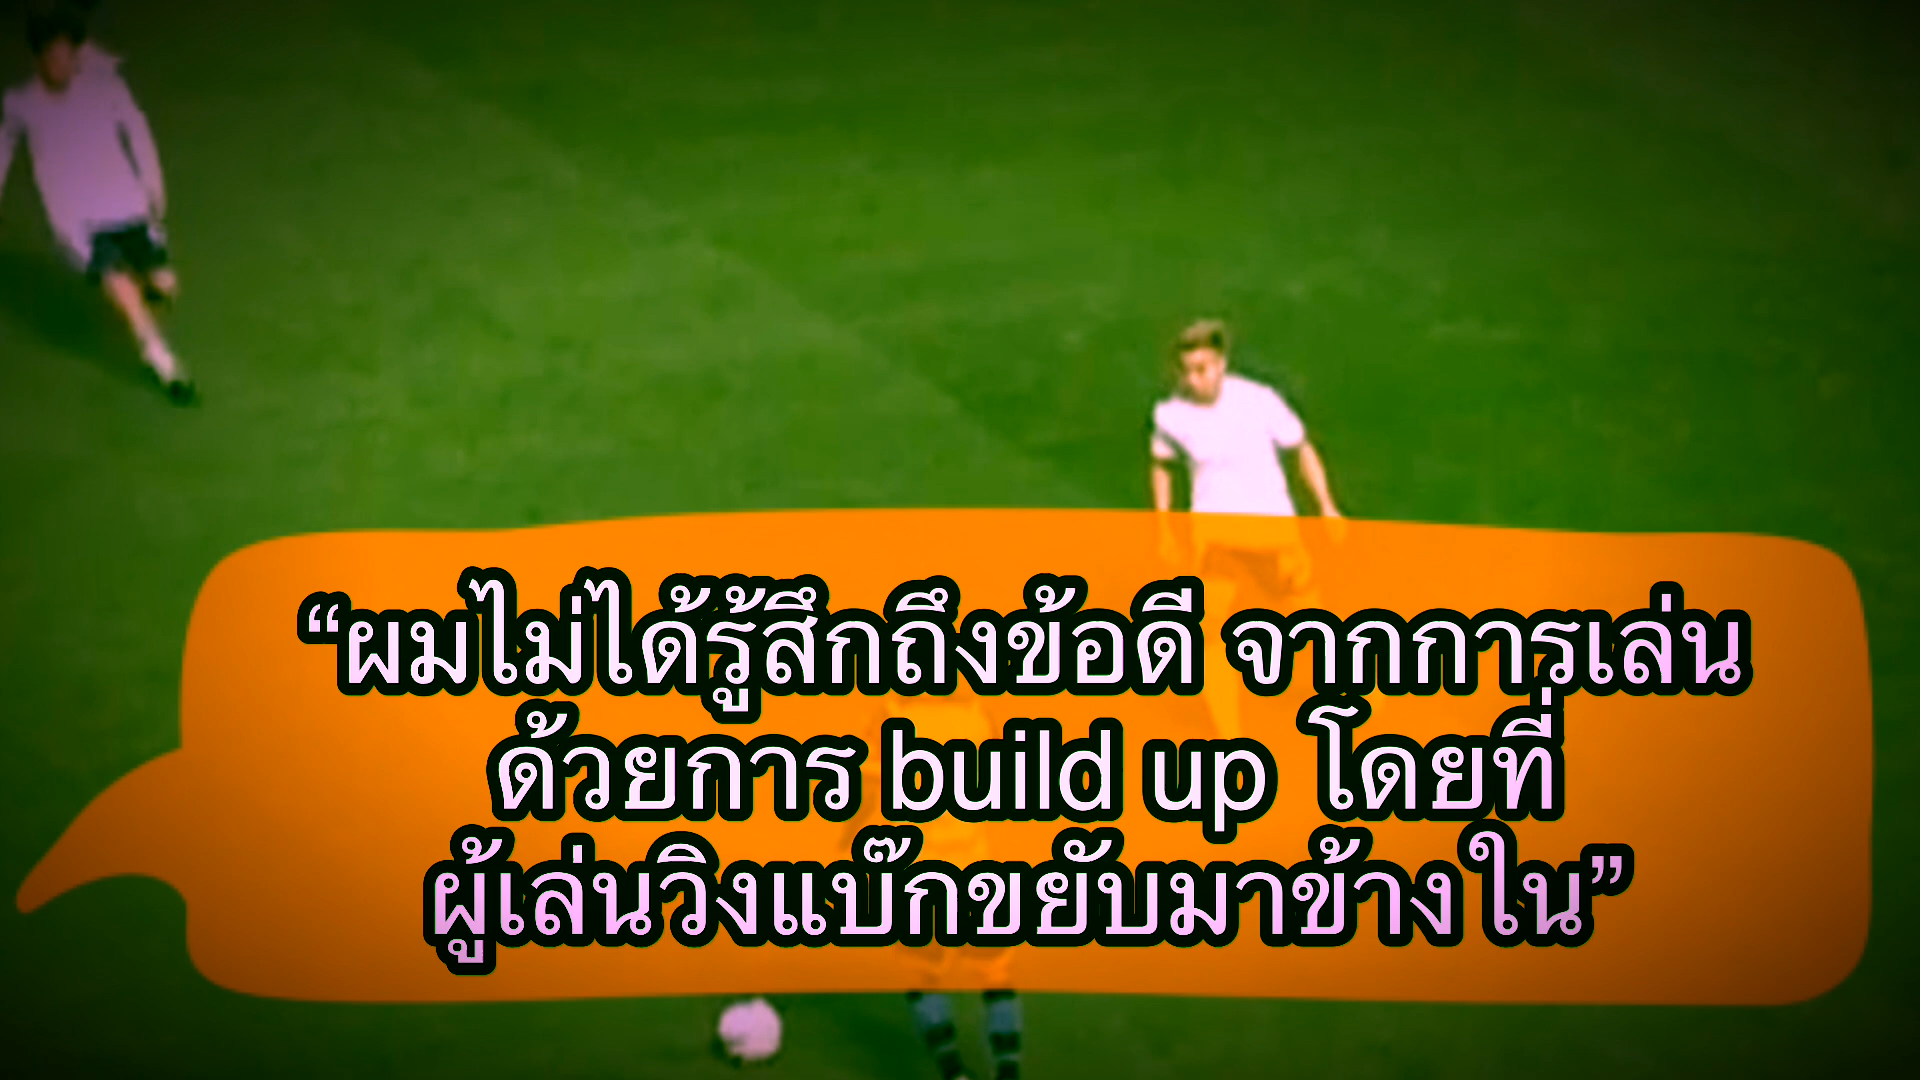 “ผมไม่ได้รู้สึกถึงข้อดี จากการเล่น
ด้วยการ build up โดยที่
ผู้เล่นวิงแบ๊กขยับมาข้างใน”